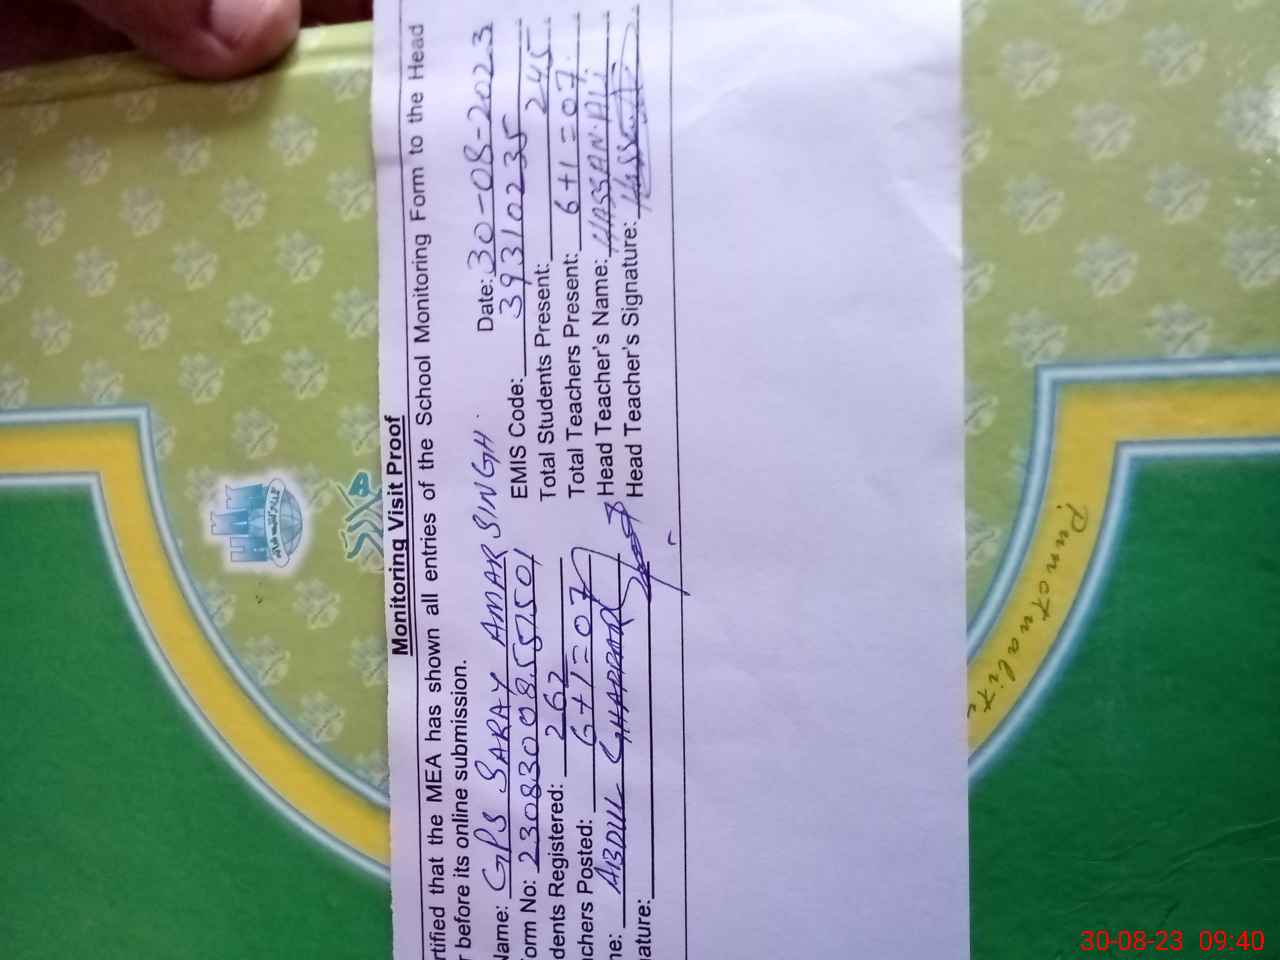 Monitoring Visit Proof
rtified that the MEA has shown all entries of the School Monitoring Form to the Head
r before its online submission.
Name: GPS SARAY AMAR SINGH. Date: 30-08-2023
orm No: 230830085571501 EMIS Code: 39310235
dents Registered: 262 Total Students Present: 245
chers Posted: 6+1=07 Total Teachers Present: 6+1=07
ne: ABDUL GHAFFAR Head Teacher's Name: HASSAN.ALI
ature: Head Teacher's Signature:
Punctuality
30-08-23 09:40